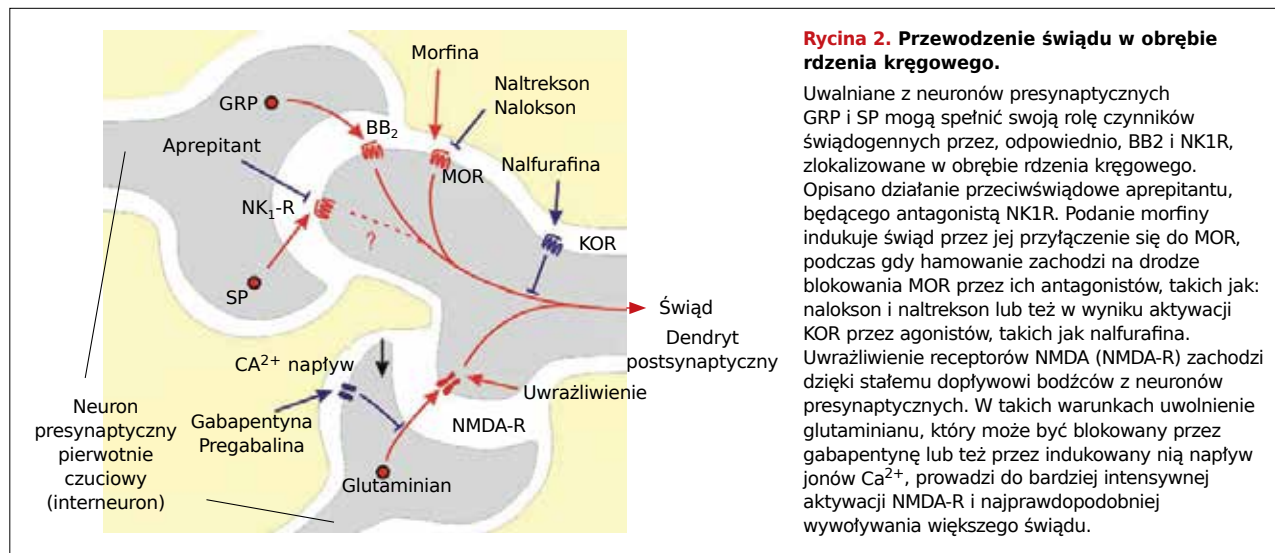 Morfina
Naltrekson
Nalokson
GRP
BB₂
Aprepitant
MOR
Nalfurafina
NK₁-R
KOR
?
SP
Świąd
Dendryt
postsynaptyczny
CA²⁺ napływ
Uwrażliwienie
Gabapentyna
Pregabalina
NMDA-R
Neuron
presynaptyczny
pierwotnie
czuciowy
(interneuron)
Glutaminian
Rycina 2. Przewodzenie świądu w obrębie
rdzenia kręgowego.
Uwalniane z neuronów presynaptycznych
GRP i SP mogą spełnić swoją rolę czynników
świądogennych przez, odpowiednio, BB2 i NK1R,
zlokalizowane w obrębie rdzenia kręgowego.
Opisano działanie przeciwświądowe aprepitantu,
będącego antagonistą NK1R. Podanie morfiny
indukuje świąd przez jej przyłączenie się do MOR,
podczas gdy hamowanie zachodzi na drodze
blokowania MOR przez ich antagonistów, takich jak:
nalokson i naltrekson lub też w wyniku aktywacji
KOR przez agonistów, takich jak nalfurafina.
Uwrażliwienie receptorów NMDA (NMDA-R) zachodzi
dzięki stałemu dopływowi bodźców z neuronów
presynaptycznych. W takich warunkach uwolnienie
glutaminianu, który może być blokowany przez
gabapentynę lub też przez indukowany nią napływ
jonów Ca²⁺, prowadzi do bardziej intensywnej
aktywacji NMDA-R i najprawdopodobniej
wywoływania większego świądu.